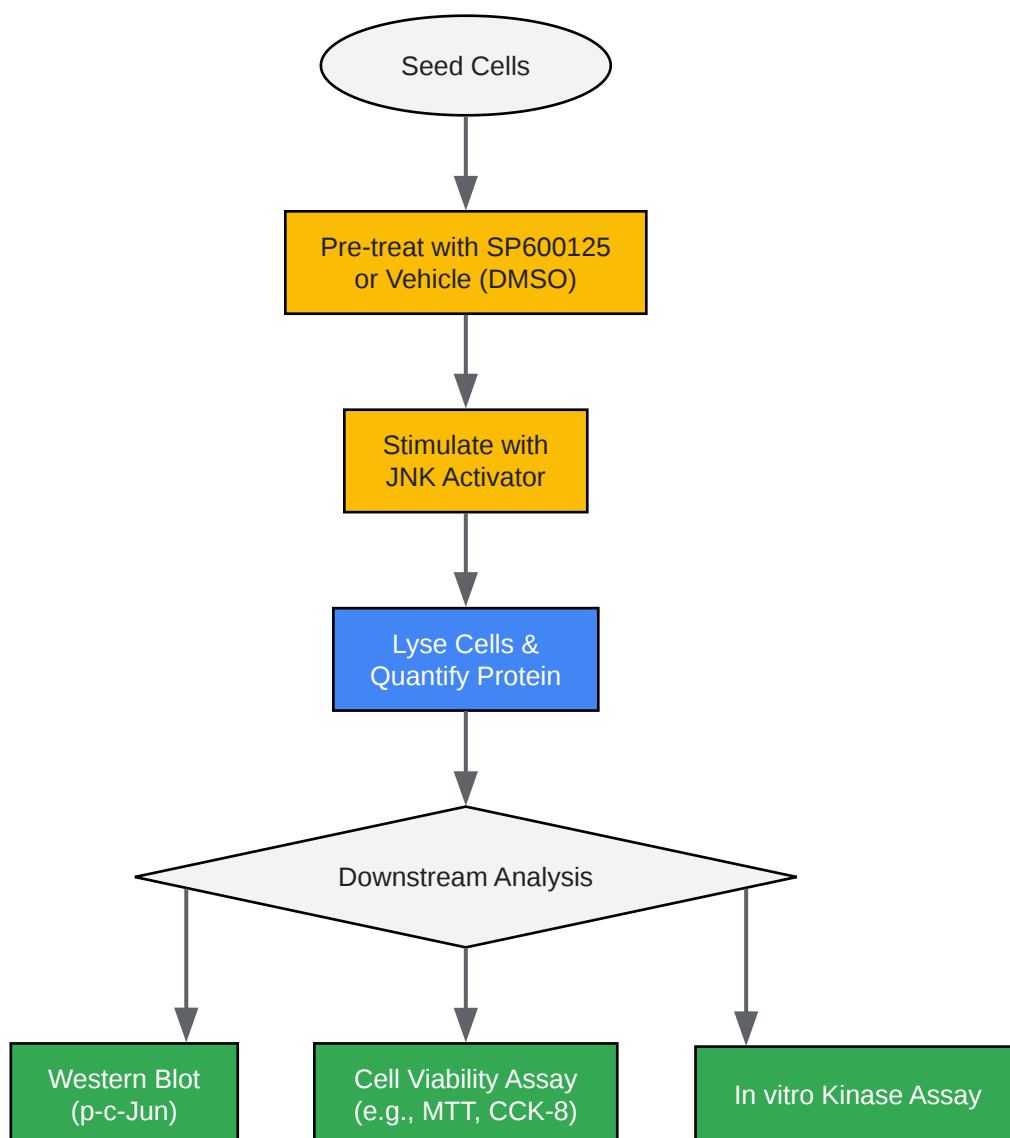 Seed Cells
Pre-treat with SP600125
or Vehicle (DMSO)
Stimulate with
JNK Activator
Lyse Cells &
Quantify Protein
Downstream Analysis
Western Blot
(p-c-Jun)
Cell Viability Assay
(e.g., MTT, CCK-8)
In vitro Kinase Assay